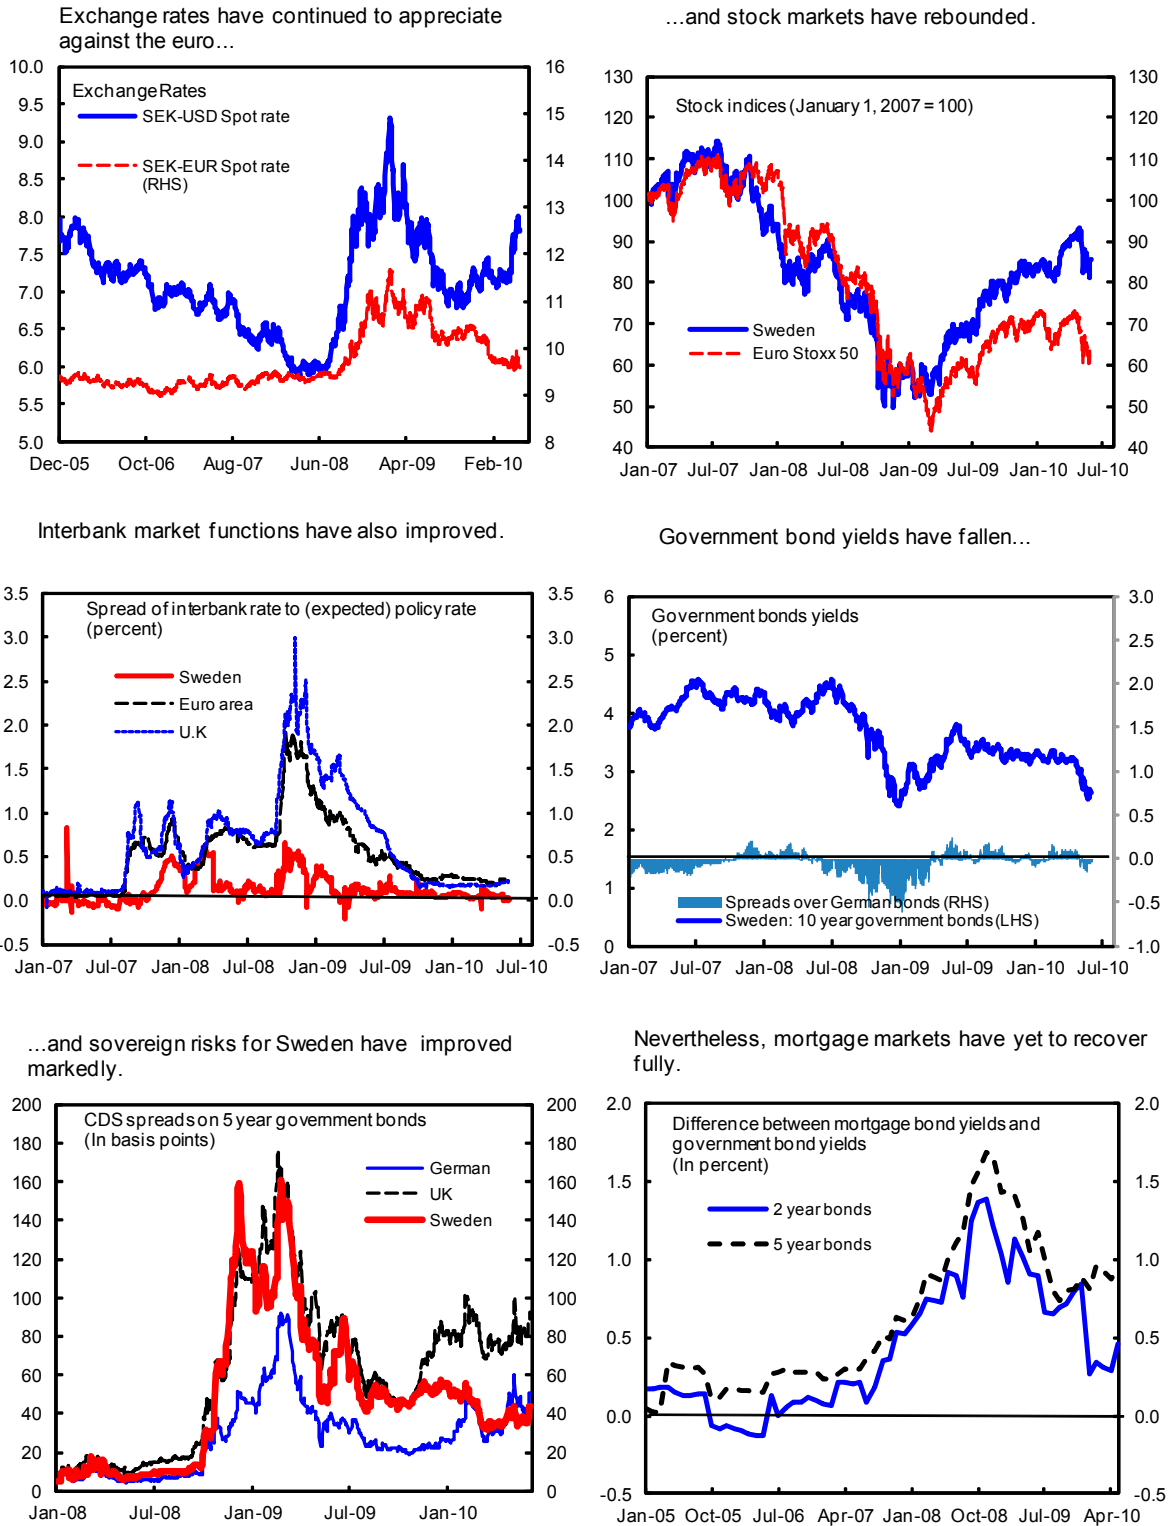 Exchange rates have continued to appreciate
against the euro...
...and stock markets have rebounded.
Exchange Rates
SEK-USD Spot rate
SEK-EUR Spot rate
(RHS)
10.0
9.5
9.0
8.5
8.0
7.5
7.0
6.5
6.0
5.5
5.0
16
15
14
13
12
11
10
9
8
Dec-05 Oct-06 Aug-07 Jun-08 Apr-09 Feb-10
Stock indices (January 1, 2007 = 100)
Sweden
Euro Stoxx 50
130
120
110
100
90
80
70
60
50
40
130
120
110
100
90
80
70
60
50
40
Jan-07 Jul-07 Jan-08 Jul-08 Jan-09 Jul-09 Jan-10 Jul-10
Interbank market functions have also improved.
Government bond yields have fallen...
Spread of interbank rate to (expected) policy rate
(percent)
Sweden
Euro area
U.K
3.5
3.0
2.5
2.0
1.5
1.0
0.5
0.0
-0.5
3.5
3.0
2.5
2.0
1.5
1.0
0.5
0.0
-0.5
Jan-07 Jul-07 Jan-08 Jul-08 Jan-09 Jul-09 Jan-10 Jul-10
Government bonds yields
(percent)
Spreads over German bonds (RHS)
Sweden: 10 year government bonds (LHS)
6
5
4
3
2
1
0
3.0
2.5
2.0
1.5
1.0
0.5
0.0
-0.5
-1.0
Jan-07 Jul-07 Jan-08 Jul-08 Jan-09 Jul-09 Jan-10 Jul-10
...and sovereign risks for Sweden have improved
markedly.
Nevertheless, mortgage markets have yet to recover
fully.
CDS spreads on 5 year government bonds
(In basis points)
German
UK
Sweden
200
180
160
140
120
100
80
60
40
20
0
200
180
160
140
120
100
80
60
40
20
0
Jan-08 Jul-08 Jan-09 Jul-09 Jan-10
Difference between mortgage bond yields and
government bond yields
(In percent)
2 year bonds
5 year bonds
2.0
1.5
1.0
0.5
0.0
-0.5
2.0
1.5
1.0
0.5
0.0
-0.5
Jan-05 Oct-05 Jul-06 Apr-07 Jan-08 Oct-08 Jul-09 Apr-10